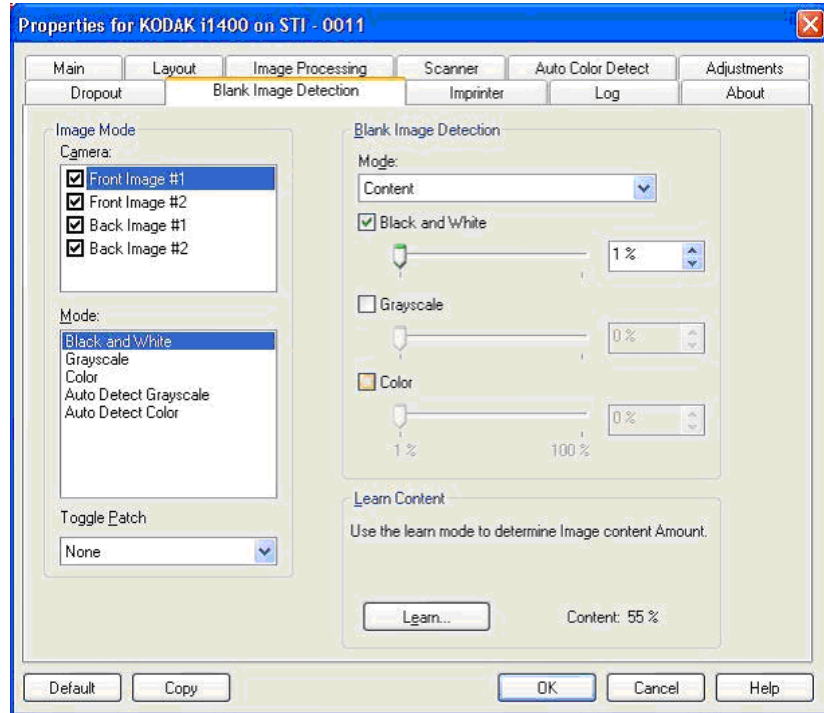 Properties for KODAK i1400 on STI - 0011
Main Layout Image Processing Scanner Auto Color Detect Adjustments
Dropout Blank Image Detection Imprinter Log About
Image Mode
Camera:
Front Image #1
Front Image #2
Back Image #1
Back Image #2
Mode:
Black and White
Grayscale
Color
Auto Detect Grayscale
Auto Detect Color
Toggle Patch
None
Blank Image Detection
Mode:
Content
Black and White
1 %
Grayscale
0 %
Color
0 %
1 % 100 %
Learn Content
Use the learn mode to determine Image content Amount.
Learn... Content: 55 %
Default Copy OK Cancel Help